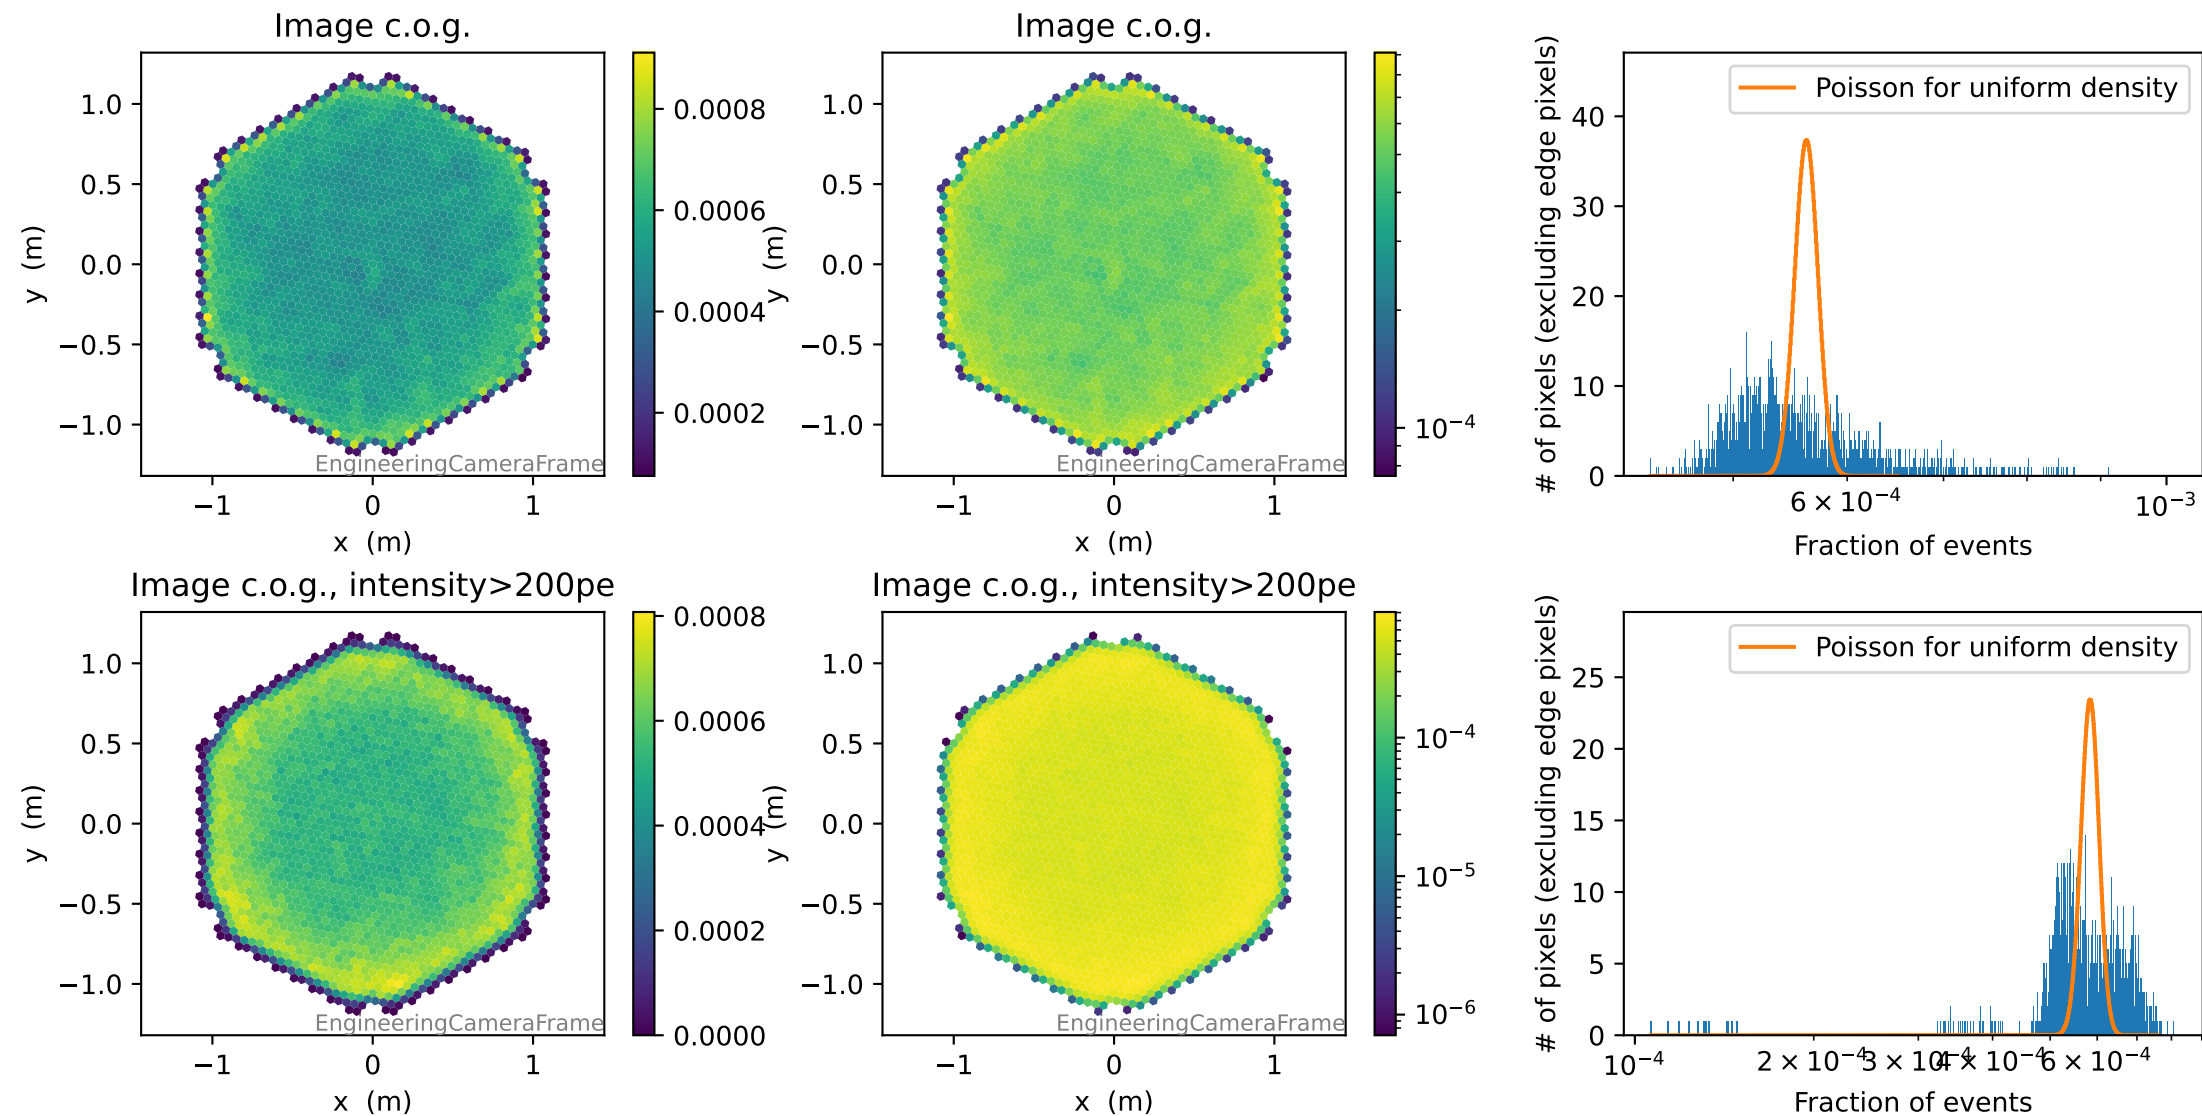 Image c.o.g.
1.0
0.5
0.0
−0.5
−1.0
y (m)
−1 0 1
x (m)
EngineeringCameraFrame
0.0008
0.0006
0.0004
0.0002
Image c.o.g.
1.0
0.5
0.0
−0.5
−1.0
y (m)
−1 0 1
x (m)
EngineeringCameraFrame
10⁻⁴
# of pixels (excluding edge pixels)
40
30
20
10
0
Poisson for uniform density
6 × 10⁻⁴ 10⁻³
Fraction of events
Image c.o.g., intensity>200pe
1.0
0.5
0.0
−0.5
−1.0
y (m)
−1 0 1
x (m)
EngineeringCameraFrame
0.0008
0.0006
0.0004
0.0002
0.0000
Image c.o.g., intensity>200pe
1.0
0.5
0.0
−0.5
−1.0
y (m)
−1 0 1
x (m)
EngineeringCameraFrame
10⁻⁴
10⁻⁵
10⁻⁶
# of pixels (excluding edge pixels)
25
20
15
10
5
0
Poisson for uniform density
10⁻⁴ 2 × 10⁻⁴ 3 × 10⁻⁴ 4 × 10⁻⁴ 6 × 10⁻⁴
Fraction of events